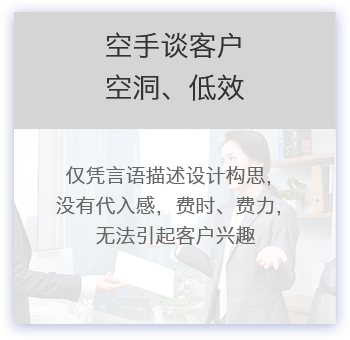 空手谈客户
空洞、低效
仅凭言语描述设计构思，
没有代入感，费时、费力，
无法引起客户兴趣